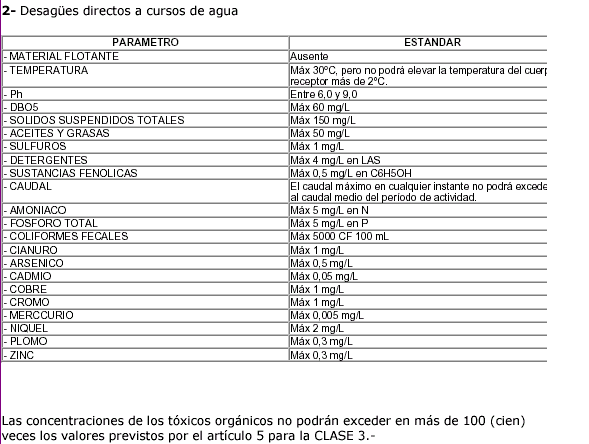 2- Desagües directos a cursos de agua
PARAMETRO ESTANDAR
- MATERIAL FLOTANTE Ausente
- TEMPERATURA Máx 30ºC, pero no podrá elevar la temperatura del cuerp
receptor más de 2ºC.
- Ph Entre 6,0 y 9,0
- DBO5 Máx 60 mg/L
- SOLIDOS SUSPENDIDOS TOTALES Máx 150 mg/L
- ACEITES Y GRASAS Máx 50 mg/L
- SULFUROS Máx 1 mg/L
- DETERGENTES Máx 4 mg/L en LAS
- SUSTANCIAS FENOLICAS Máx 0,5 mg/L en C6H5OH
- CAUDAL El caudal máximo en cualquier instante no podrá excede
al caudal medio del período de actividad.
- AMONIACO Máx 5 mg/L en N
- FOSFORO TOTAL Máx 5 mg/L en P
- COLIFORMES FECALES Máx 5000 CF 100 mL
- CIANURO Máx 1 mg/L
- ARSENICO Máx 0,5 mg/L
- CADMIO Máx 0,05 mg/L
- COBRE Máx 1 mg/L
- CROMO Máx 1 mg/L
- MERCCURIO Máx 0,005 mg/L
- NIQUEL Máx 2 mg/L
- PLOMO Máx 0,3 mg/L
- ZINC Máx 0,3 mg/L
Las concentraciones de los tóxicos orgánicos no podrán exceder en más de 100 (cien)
veces los valores previstos por el artículo 5 para la CLASE 3.-